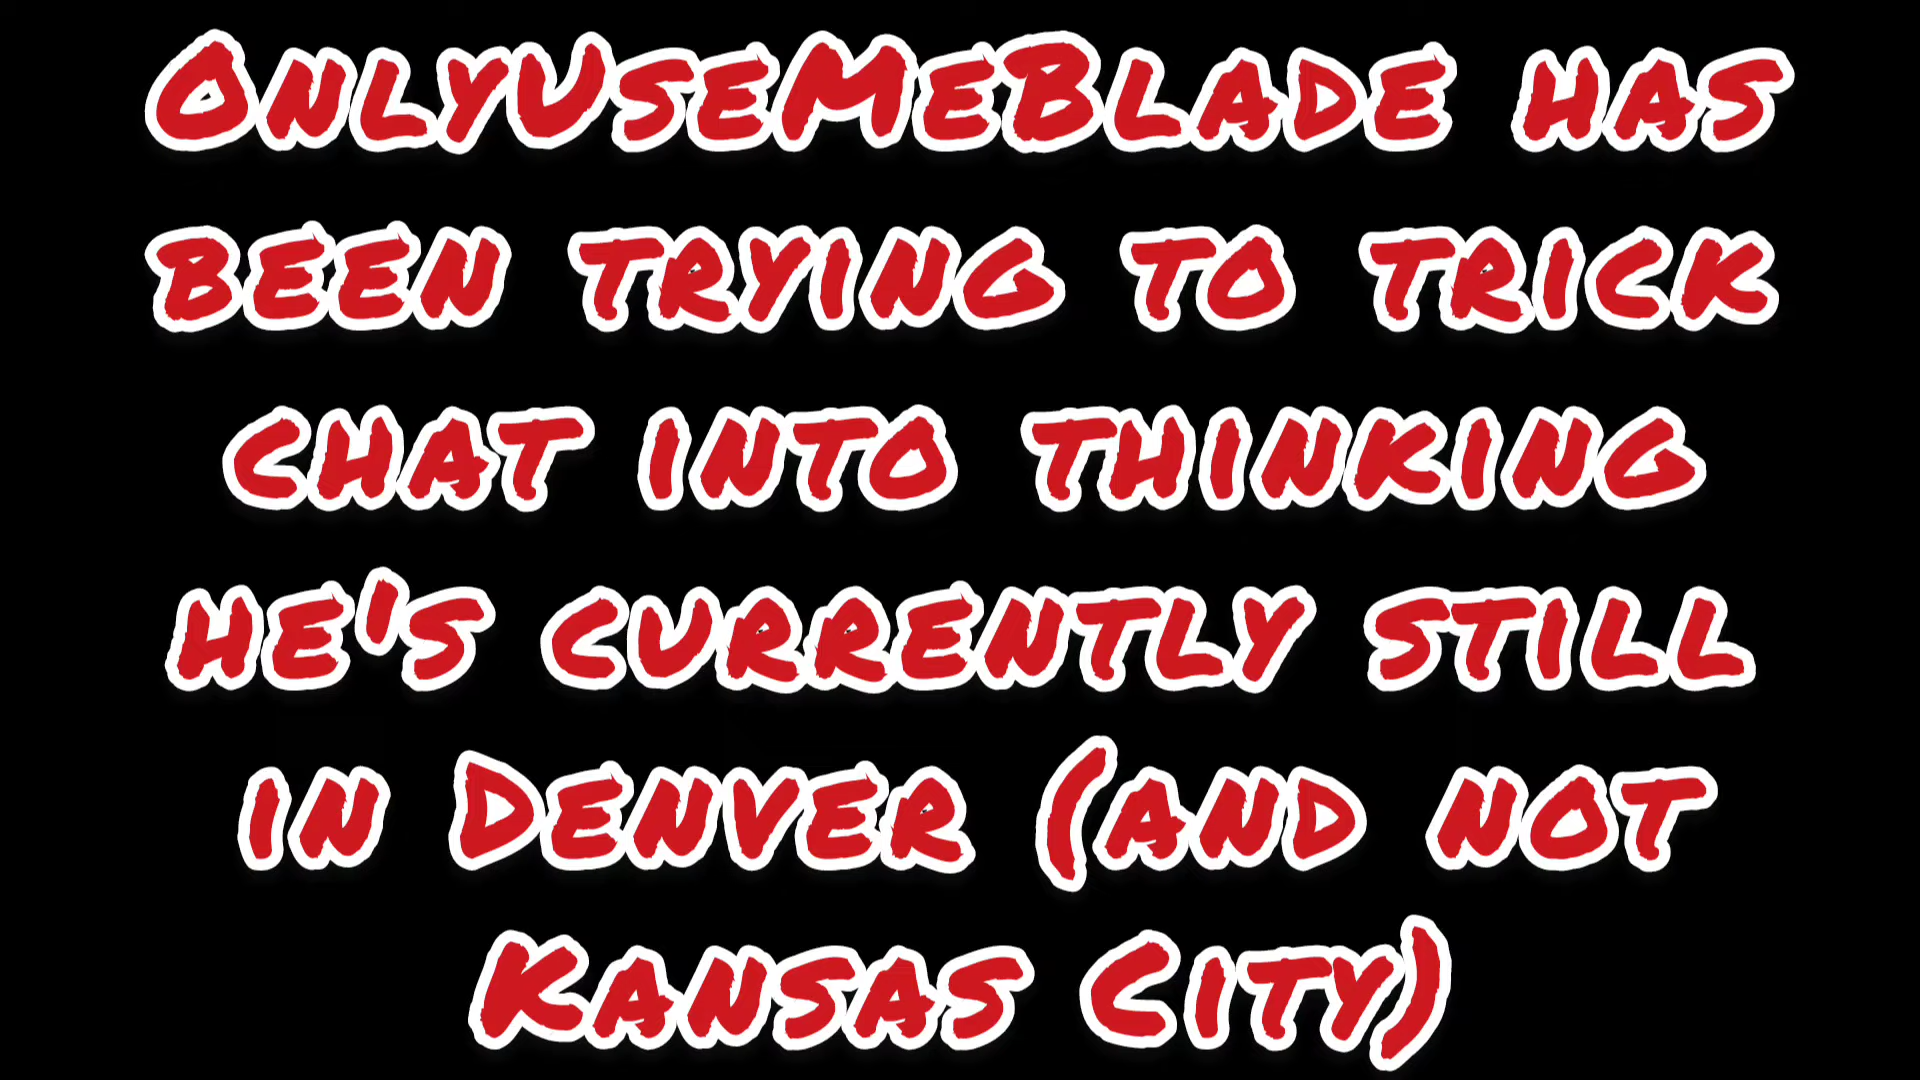 OnlyUseMeBlade has
been trying to trick
chat into thinking
he's currently still
in Denver (and not
Kansas City)